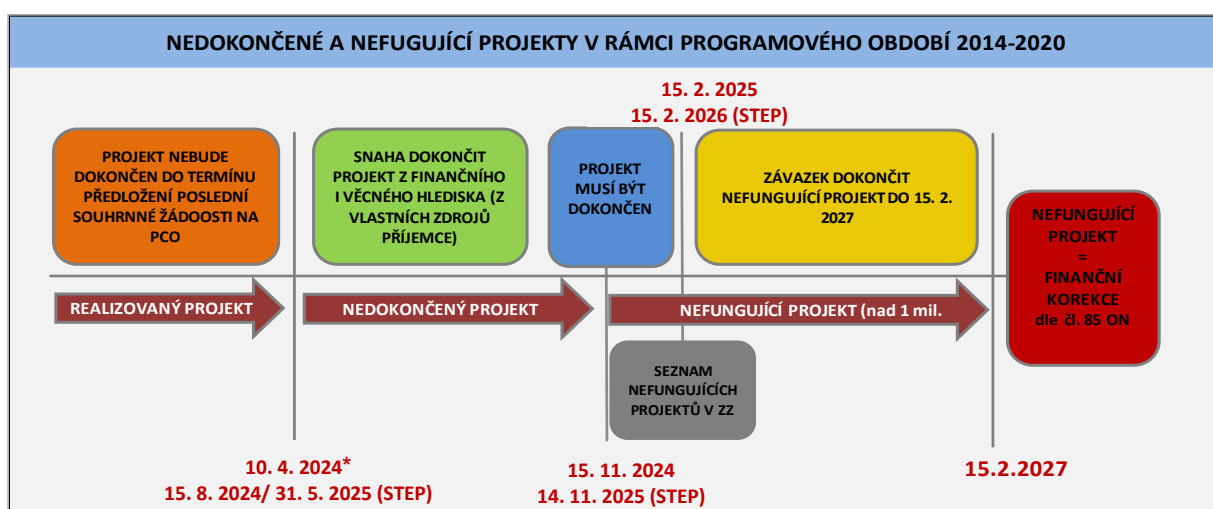 NEDOKONČENÉ A NEFUGUJÍCÍ PROJEKTY V RÁMCI PROGRAMOVÉHO OBDOBÍ 2014-2020
15. 2. 2025
15. 2. 2026 (STEP)
PROJEKT NEBUDE
DOKONČEN DO TERMÍNU
PŘEDLOŽENÍ POSLEDNÍ
SOUHRNNÉ ŽÁDOOSTI NA
PCO
SNAHA DOKONČIT
PROJEKT Z FINANČNÍHO
I VĚCNÉHO HLEDISKA (Z
VLASTNÍCH ZDROJŮ
PŘÍJEMCE)
PROJEKT
MUSÍ BÝT
DOKONČEN
ZÁVAZEK DOKONČIT
NEFUNGUJÍCÍ PROJEKT DO 15. 2.
2027
NEFUNGUJÍCÍ
PROJEKT
=
FINANČNÍ
KOREKCE
dle čl. 85 ON
REALIZOVANÝ PROJEKT
NEDOKONČENÝ PROJEKT
NEFUNGUJÍCÍ PROJEKT (nad 1 mil.
SEZNAM
NEFUNGUJÍCÍCH
PROJEKTŮ V ZZ
10. 4. 2024*
15. 8. 2024/ 31. 5. 2025 (STEP)
15. 11. 2024
14. 11. 2025 (STEP)
15.2.2027